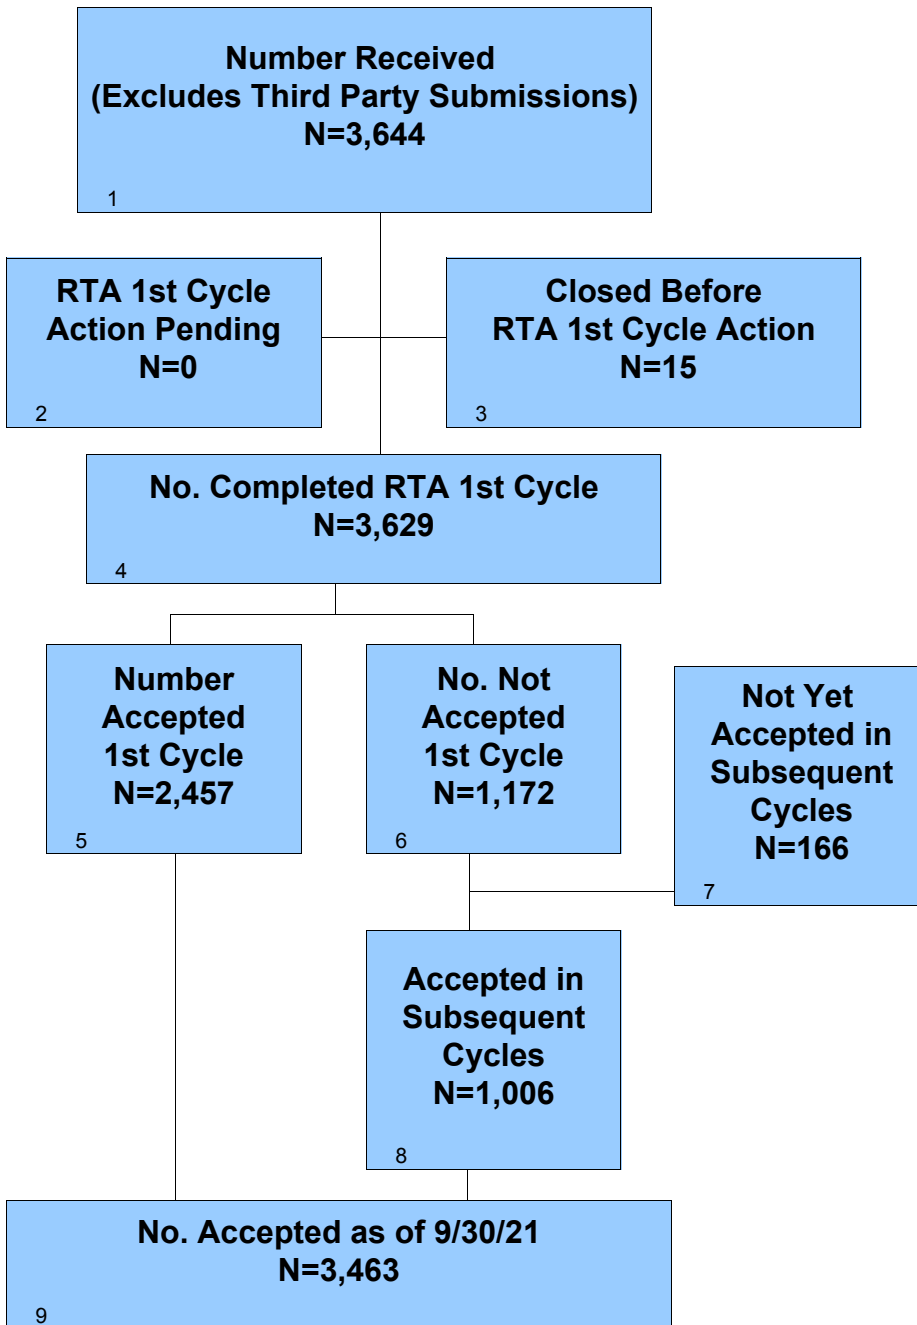 Number Received
(Excludes Third Party Submissions)
N=3,644
1
RTA 1st Cycle
Action Pending
N=0
2
Closed Before
RTA 1st Cycle Action
N=15
3
No. Completed RTA 1st Cycle
N=3,629
4
Number
Accepted
1st Cycle
N=2,457
5
No. Not
Accepted
1st Cycle
N=1,172
6
Not Yet
Accepted in
Subsequent
Cycles
N=166
7
Accepted in
Subsequent
Cycles
N=1,006
8
No. Accepted as of 9/30/21
N=3,463
9